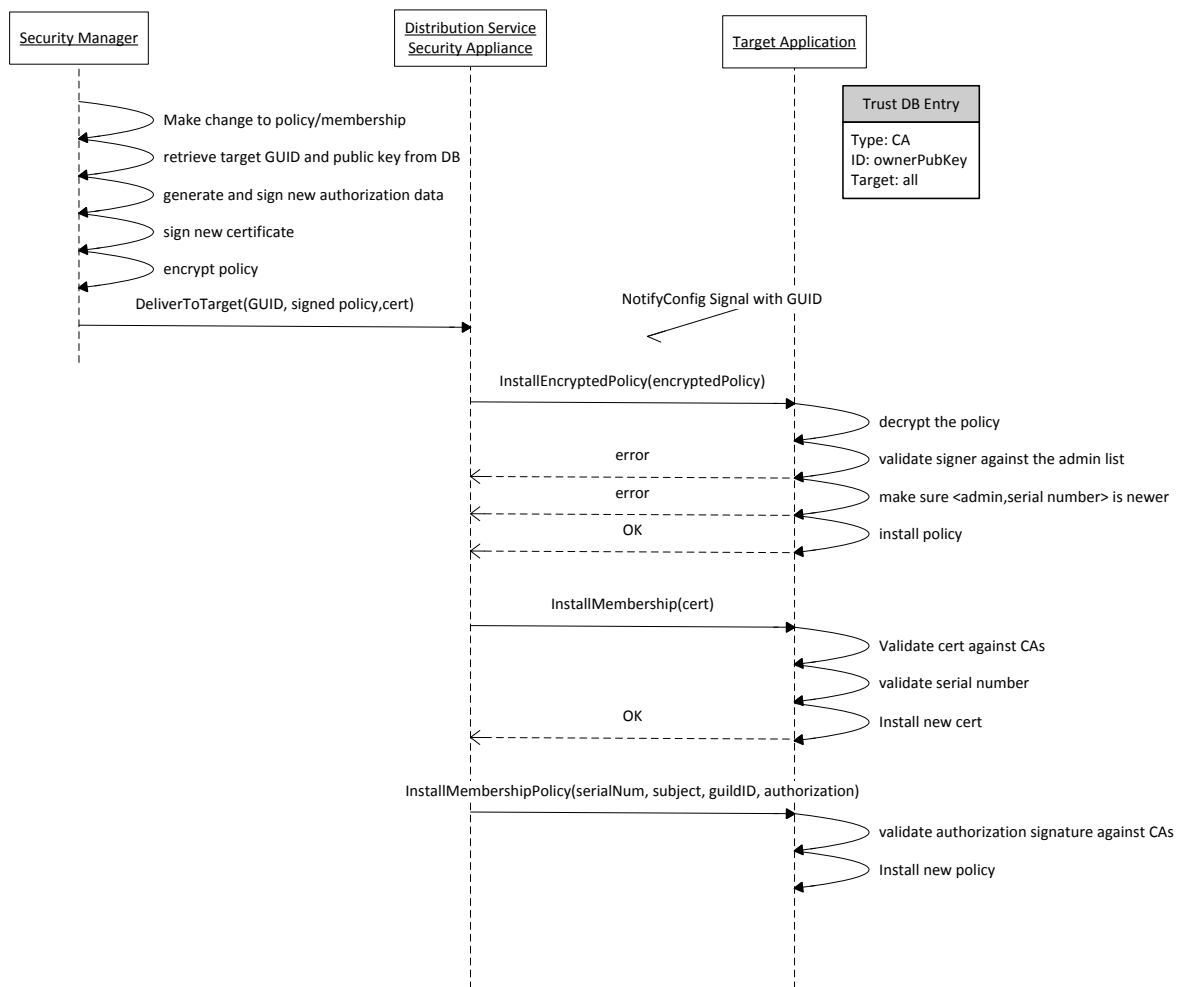 Security Manager
Distribution Service
Security Appliance
Target Application
Trust DB Entry
Type: CA
ID: ownerPubKey
Target: all
Make change to policy/membership
retrieve target GUID and public key from DB
generate and sign new authorization data
sign new certificate
encrypt policy
DeliverToTarget(GUID, signed policy,cert)
NotifyConfig Signal with GUID
InstallEncryptedPolicy(encryptedPolicy)
decrypt the policy
error
validate signer against the admin list
error
make sure <admin,serial number> is newer
OK
install policy
InstallMembership(cert)
Validate cert against CAs
validate serial number
OK
Install new cert
InstallMembershipPolicy(serialNum, subject, guildID, authorization)
validate authorization signature against CAs
Install new policy